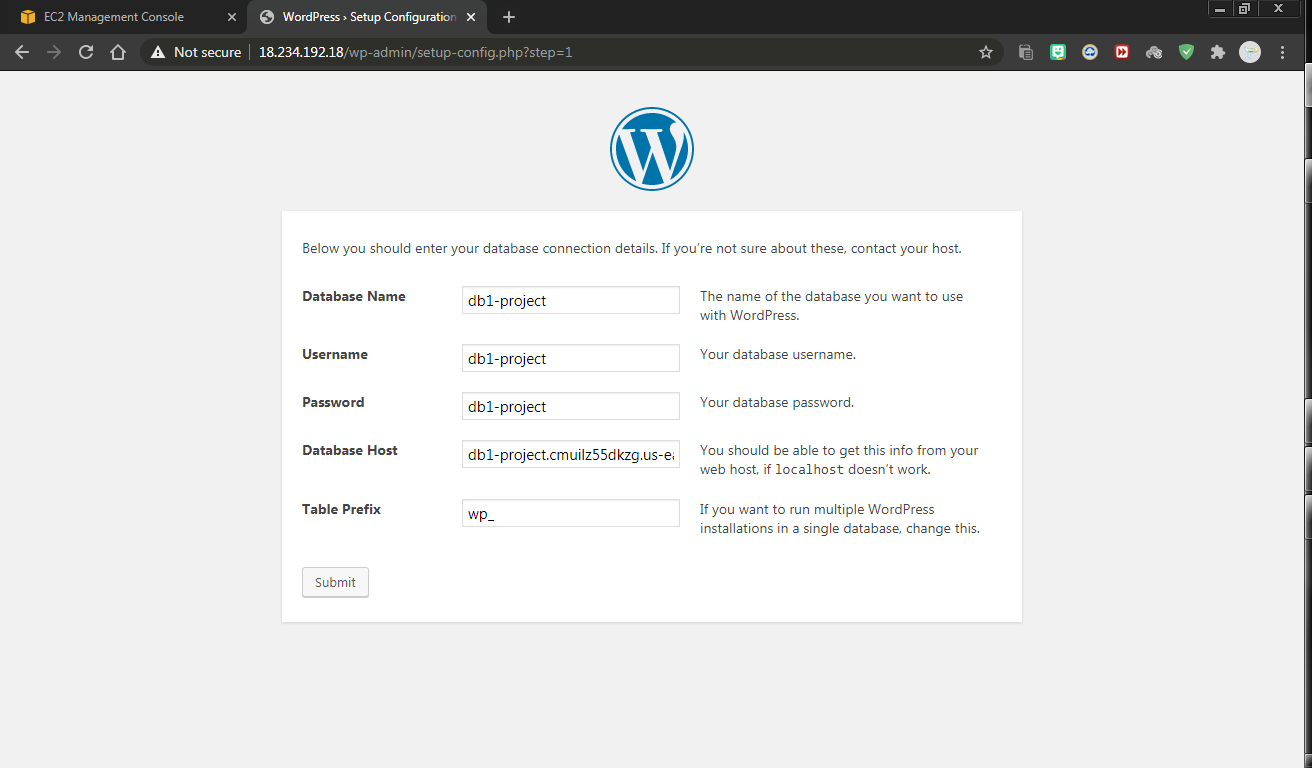 EC2 Management Console
WordPress › Setup Configuration
Not secure
18.234.192.18/wp-admin/setup-config.php?step=1
Below you should enter your database connection details. If you’re not sure about these, contact your host.
Database Name
db1-project
The name of the database you want to use
with WordPress.
Username
db1-project
Your database username.
Password
db1-project
Your database password.
Database Host
db1-project.cmuilz55dkzg.us-ea
You should be able to get this info from your
web host, if localhost doesn’t work.
Table Prefix
wp_
If you want to run multiple WordPress
installations in a single database, change this.
Submit